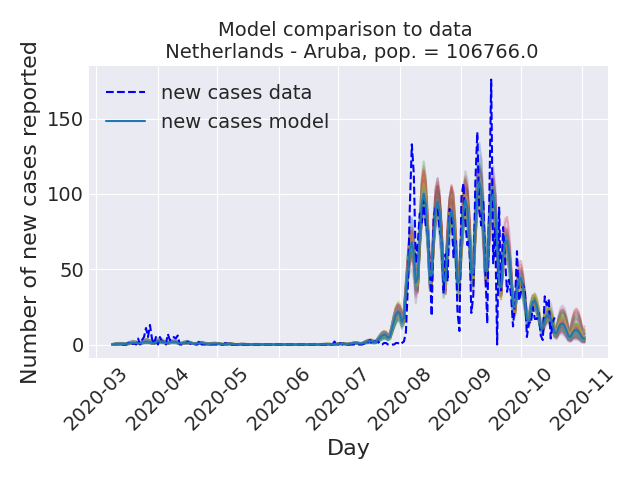 Model comparison to data
Netherlands - Aruba, pop. = 106766.0
Number of new cases reported
new cases data
new cases model
150
100
50
0
2020-03
2020-04
2020-05
2020-06
2020-07
2020-08
2020-09
2020-10
2020-11
Day